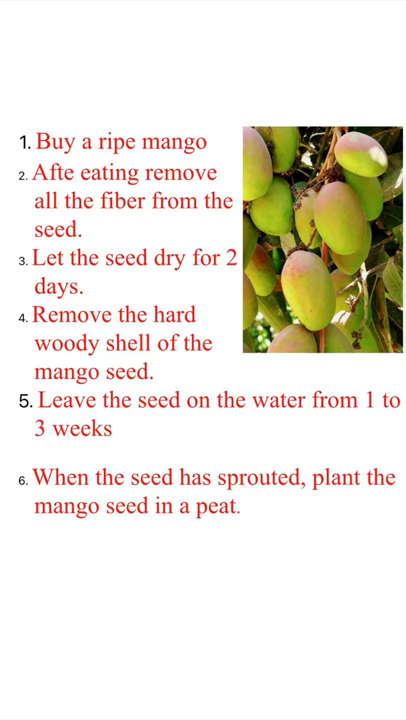 1. Buy a ripe mango
2. Afte eating remove
all the fiber from the
seed.
3. Let the seed dry for 2
days.
4. Remove the hard
woody shell of the
mango seed.
5. Leave the seed on the water from 1 to
3 weeks
6. When the seed has sprouted, plant the
mango seed in a peat.